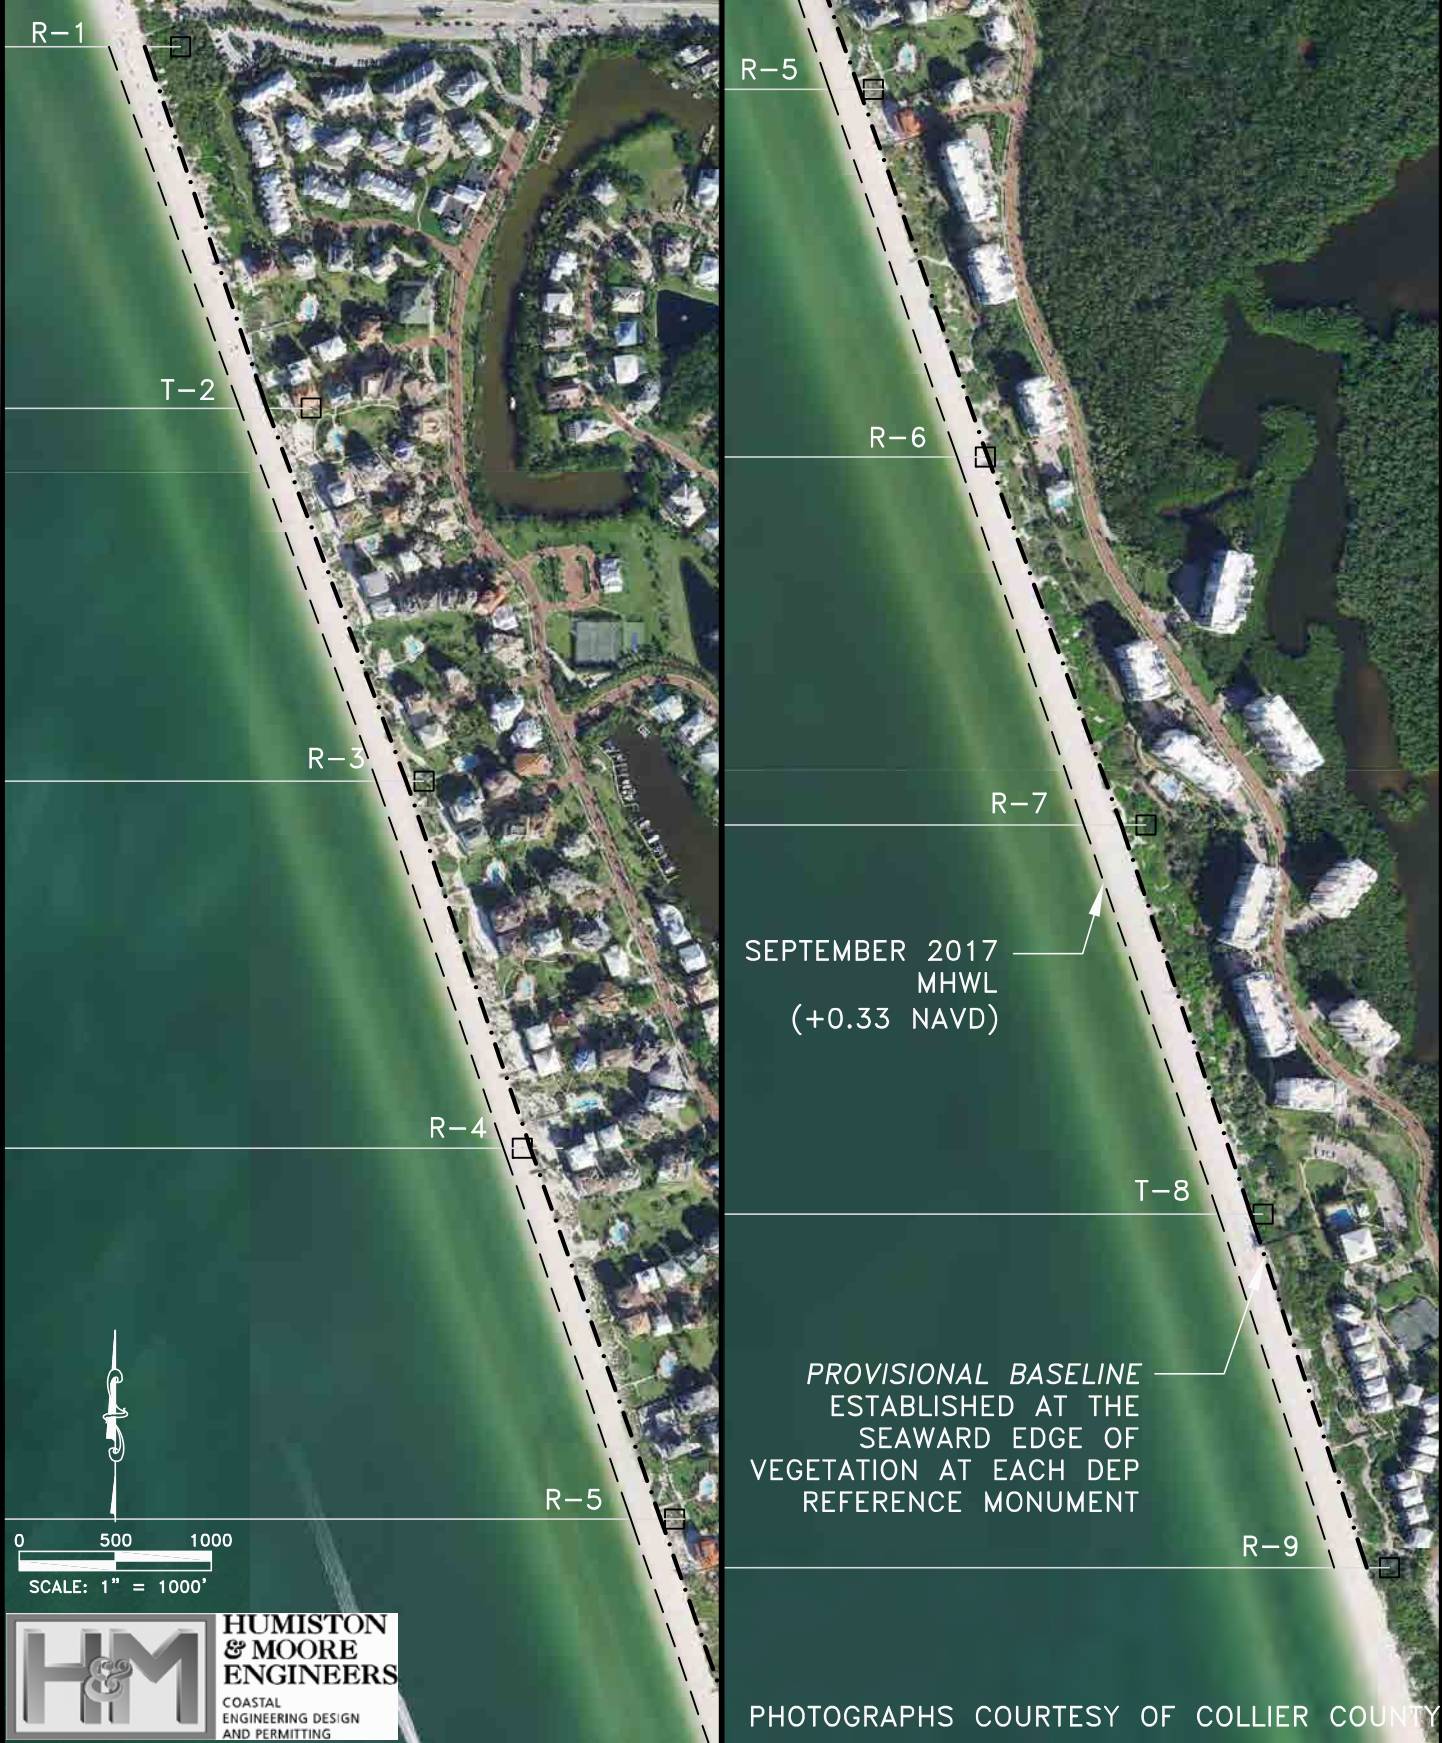 R-1
T-2
R-3
R-4
R-5
0 500 1000
SCALE: 1" = 1000'
H&M
HUMISTON
& MOORE
ENGINEERS
COASTAL
ENGINEERING DESIGN
AND PERMITTING
R-5
R-6
R-7
SEPTEMBER 2017
MHWL
(+0.33 NAVD)
T-8
PROVISIONAL BASELINE
ESTABLISHED AT THE
SEAWARD EDGE OF
VEGETATION AT EACH DEP
REFERENCE MONUMENT
R-9
PHOTOGRAPHS COURTESY OF COLLIER COUNTY